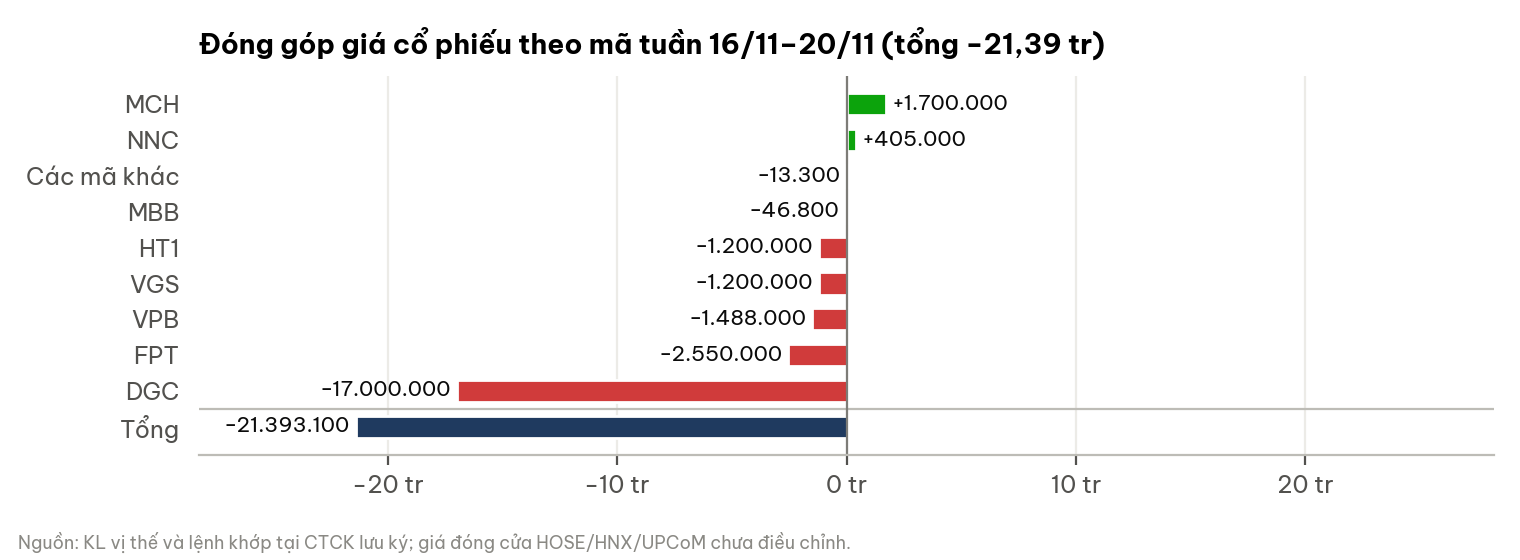 Đóng góp giá cổ phiếu theo mã tuần 16/11–20/11 (tổng −21,39 tr)
MCH +1.700.000
NNC +405.000
Các mã khác −13.300
MBB −46.800
HT1 −1.200.000
VGS −1.200.000
VPB −1.488.000
FPT −2.550.000
DGC −17.000.000
Tổng −21.393.100
−20 tr −10 tr 0 tr 10 tr 20 tr
Nguồn: KL vị thế và lệnh khớp tại CTCK lưu ký; giá đóng cửa HOSE/HNX/UPCoM chưa điều chỉnh.